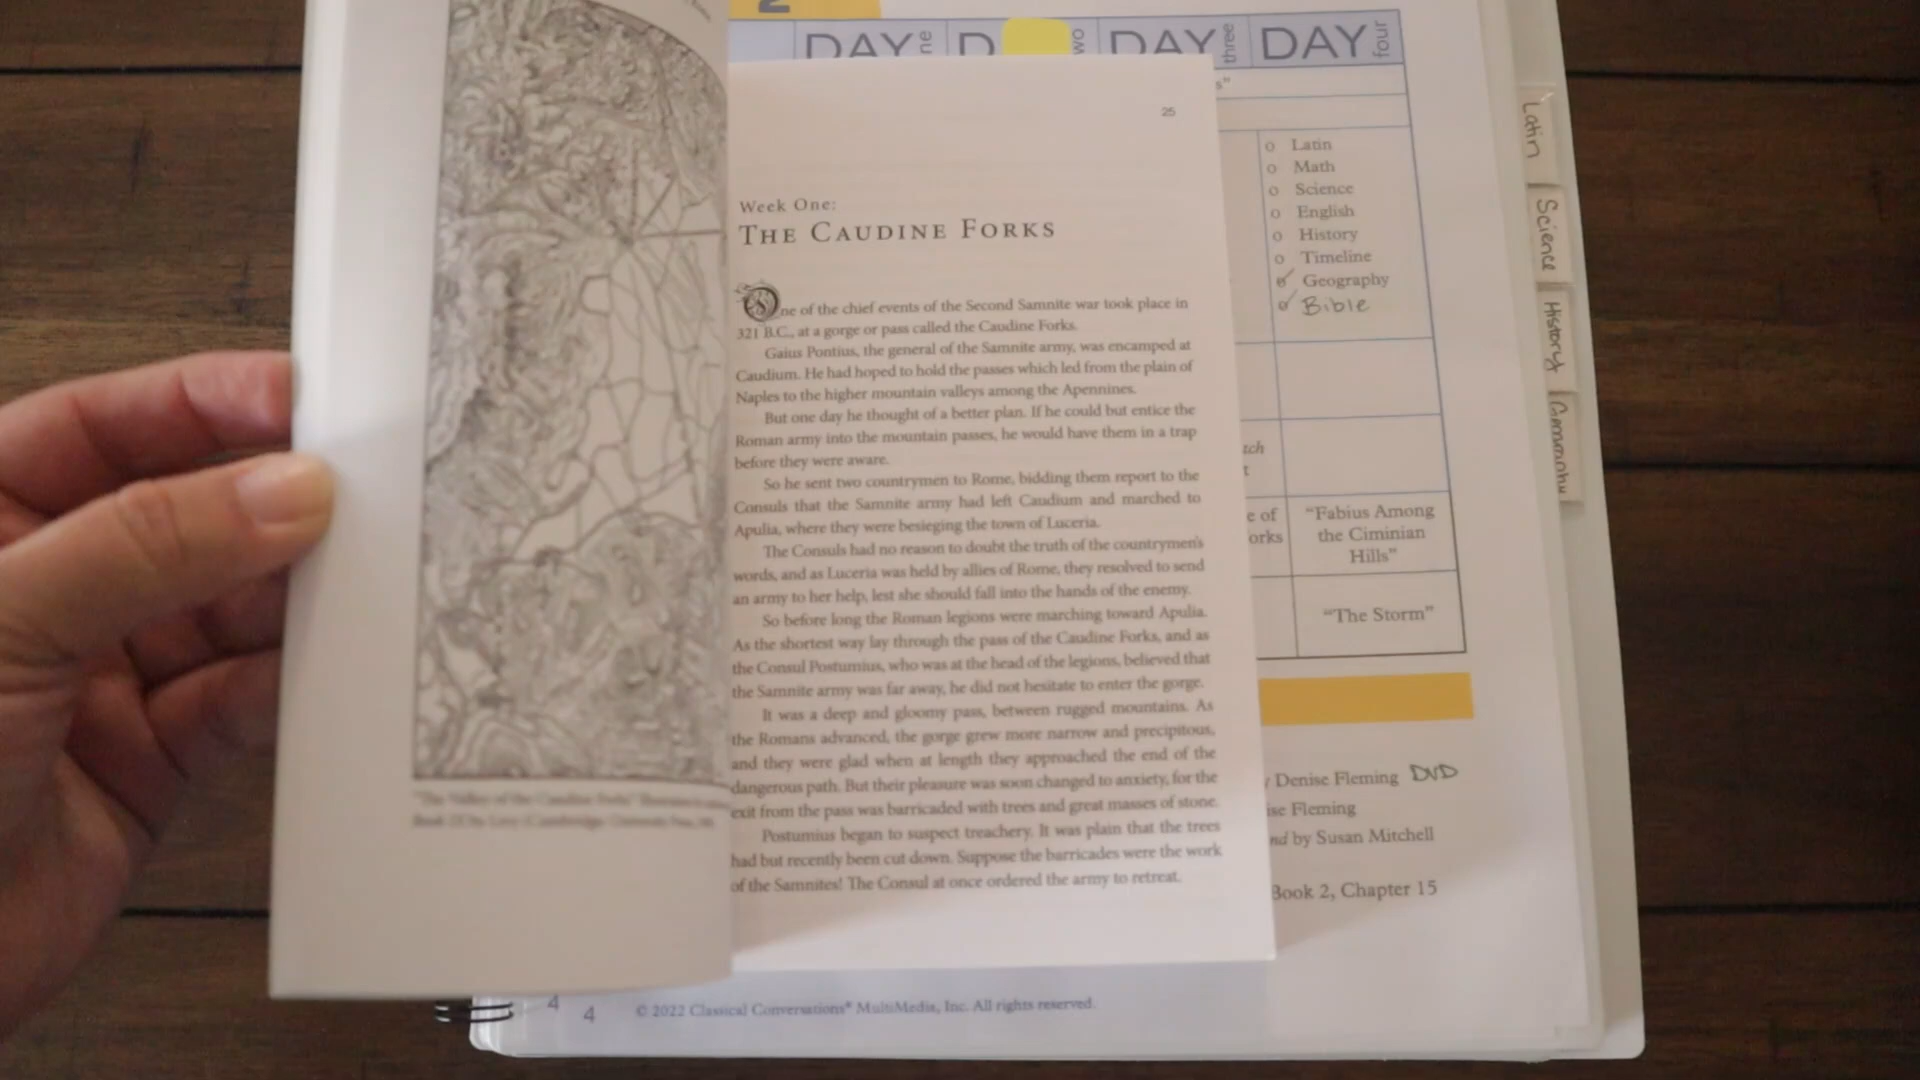 2
DAY one D two DAY three DAY four
s"
25
Week One:
THE CAUDINE FORKS
One of the chief events of the Second Samnite war took place in
321 B.C., at a gorge or pass called the Caudine Forks.
Gaius Pontius, the general of the Samnite army, was encamped at
Caudium. He had hoped to hold the passes which led from the plain of
Naples to the higher mountain valleys among the Apennines.
But one day he thought of a better plan. If he could but entice the
Roman army into the mountain passes, he would have them in a trap
before they were aware.
So he sent two countrymen to Rome, bidding them report to the
Consuls that the Samnite army had left Caudium and marched to
Apulia, where they were besieging the town of Luceria.
The Consuls had no reason to doubt the truth of the countrymen's
words, and as Luceria was held by allies of Rome, they resolved to send
an army to her help, lest she should fall into the hands of the enemy.
So before long the Roman legions were marching toward Apulia.
As the shortest way lay through the pass of the Caudine Forks, and as
the Consul Postumius, who was at the head of the legions, believed that
the Samnite army was far away, he did not hesitate to enter the gorge.
It was a deep and gloomy pass, between rugged mountains. As
the Romans advanced, the gorge grew more narrow and precipitous,
and they were glad when at length they approached the end of the
dangerous path. But their pleasure was soon changed to anxiety, for the
exit from the pass was barricaded with trees and great masses of stone.
Postumius began to suspect treachery. It was plain that the trees
had but recently been cut down. Suppose the barricades were the work
of the Samnites! The Consul at once ordered the army to retreat.
o Latin
o Math
o Science
o English
o History
o Timeline
o Geography
o Bible
tch
t
e of
orks
"Fabius Among
the Ciminian
Hills"
"The Storm"
Denise Fleming DVD
ise Fleming
nd by Susan Mitchell
Book 2, Chapter 15
Latin
Science
History
Community
4
4
© 2022 Classical Conversations® MultiMedia, Inc. All rights reserved.